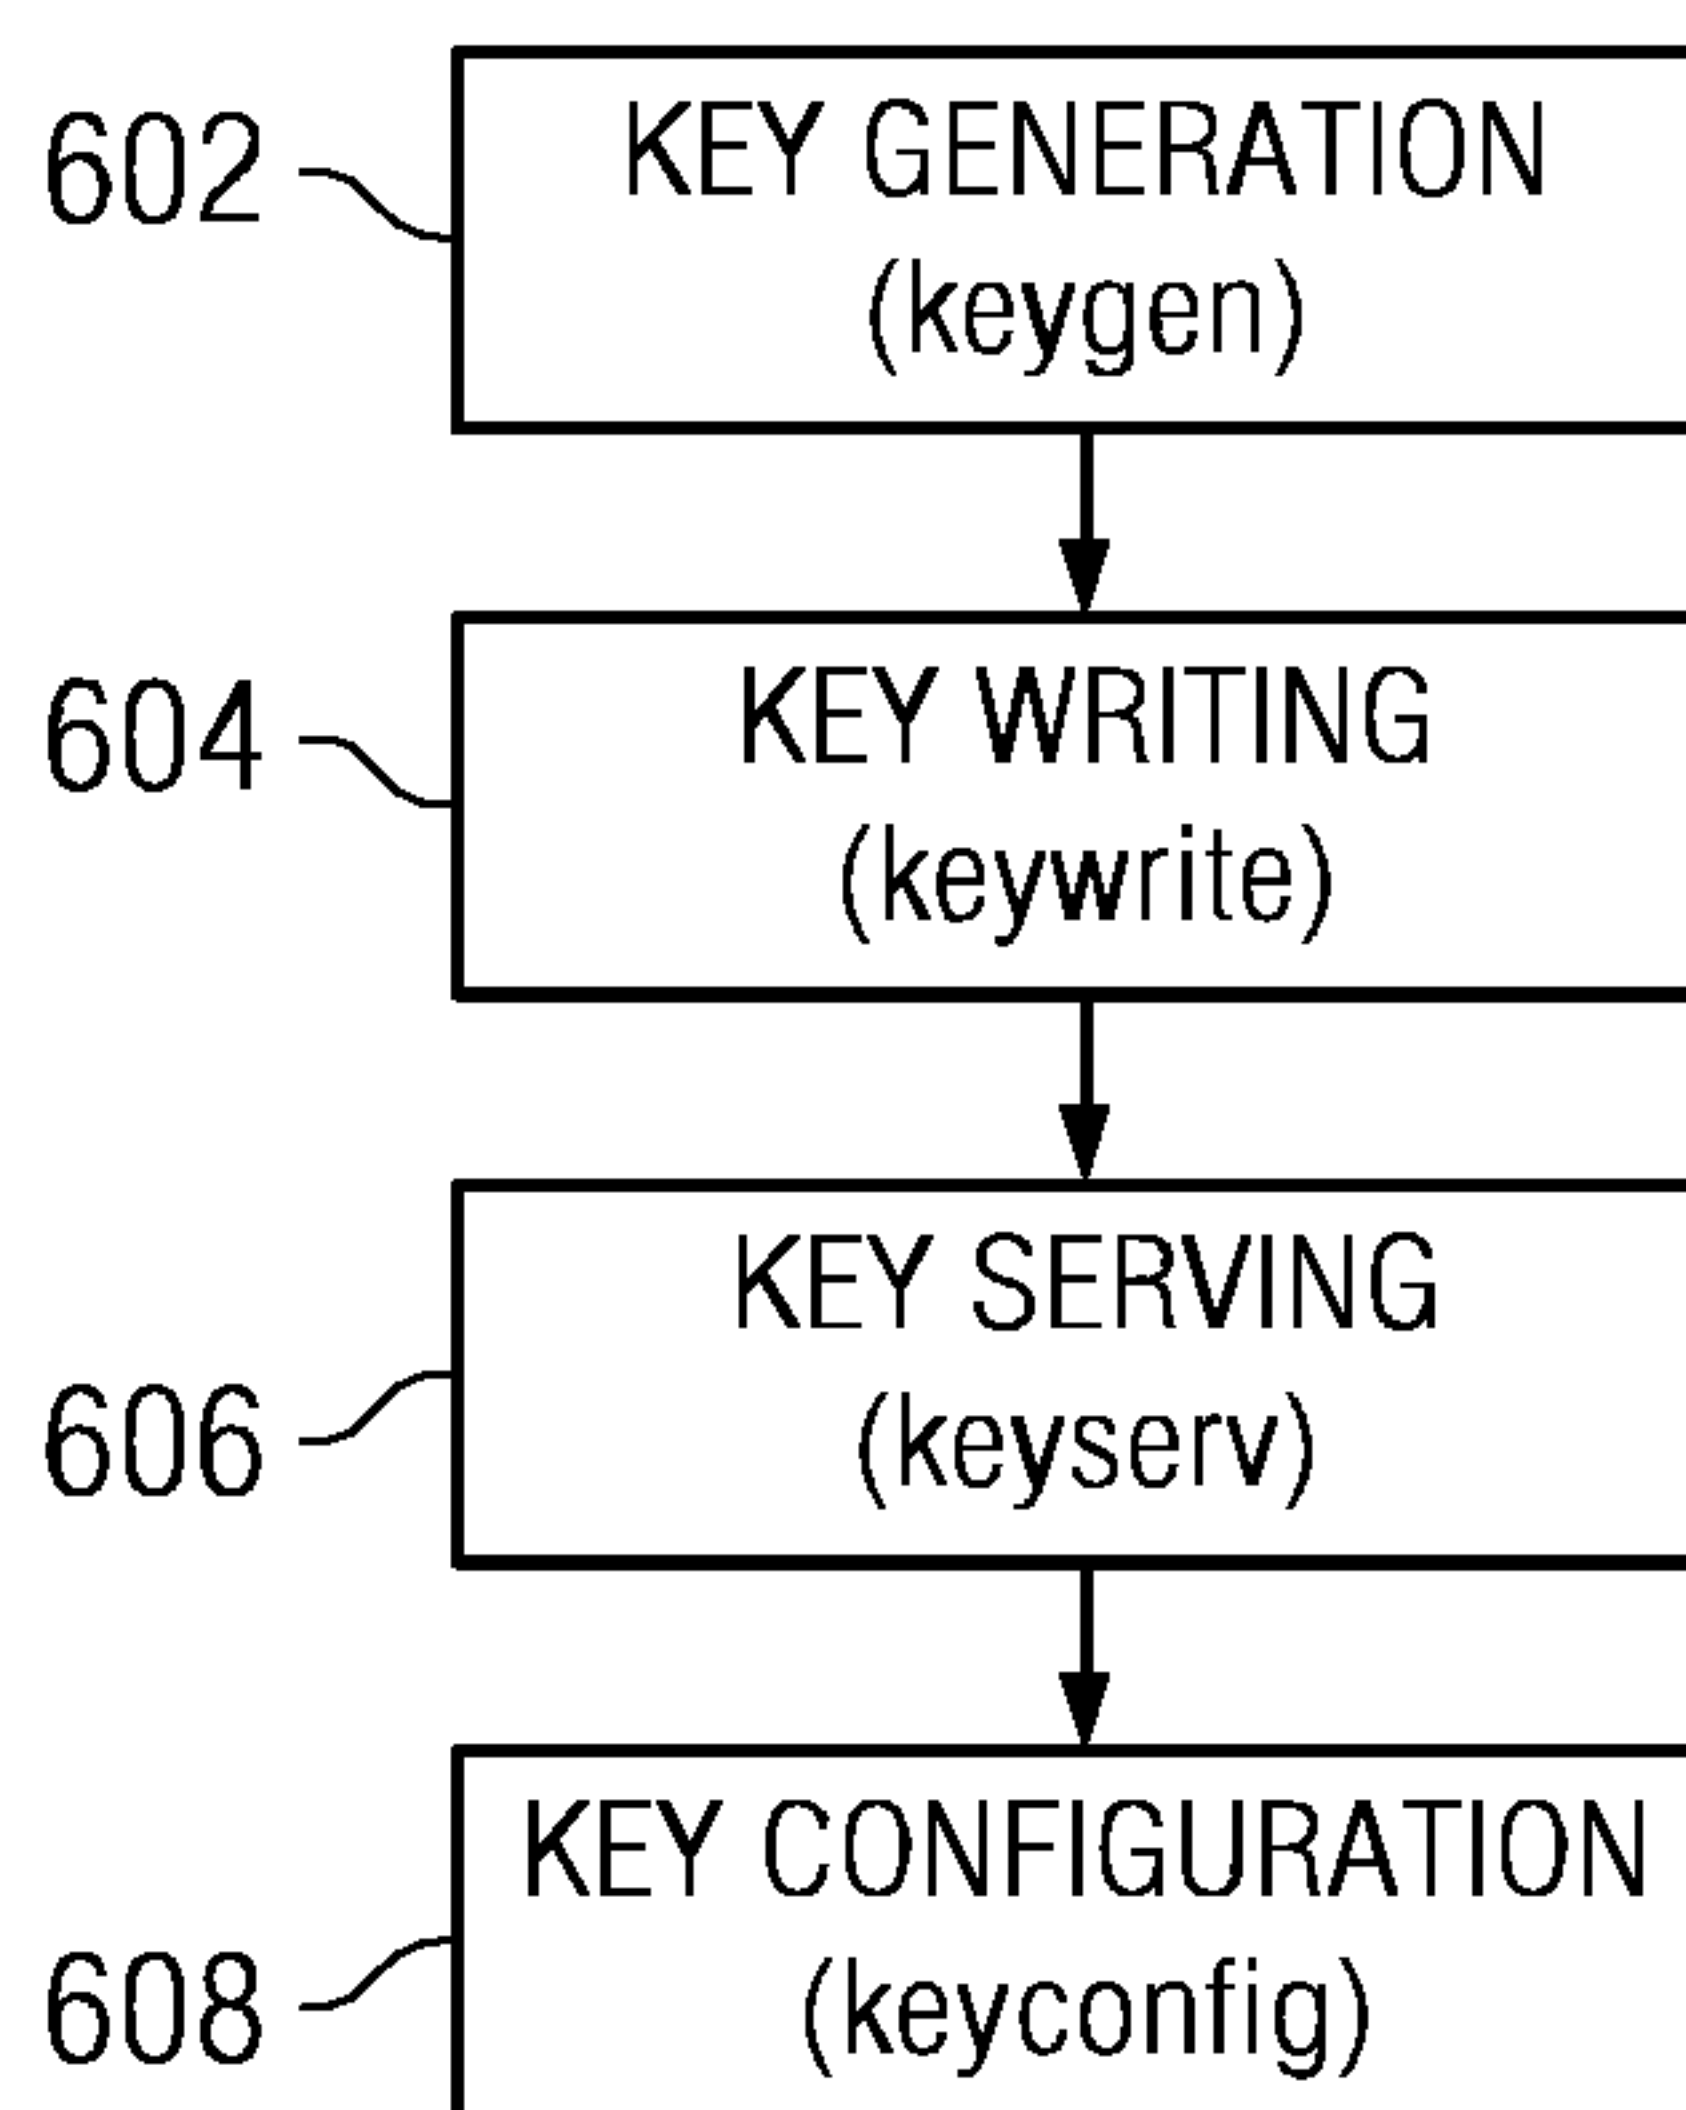 602
KEY GENERATION
(keygen)
604
KEY WRITING
(keywrite)
KEY SERVING
606
(keyserv)
KEY CONFIGURATION
608
(keyconfig)